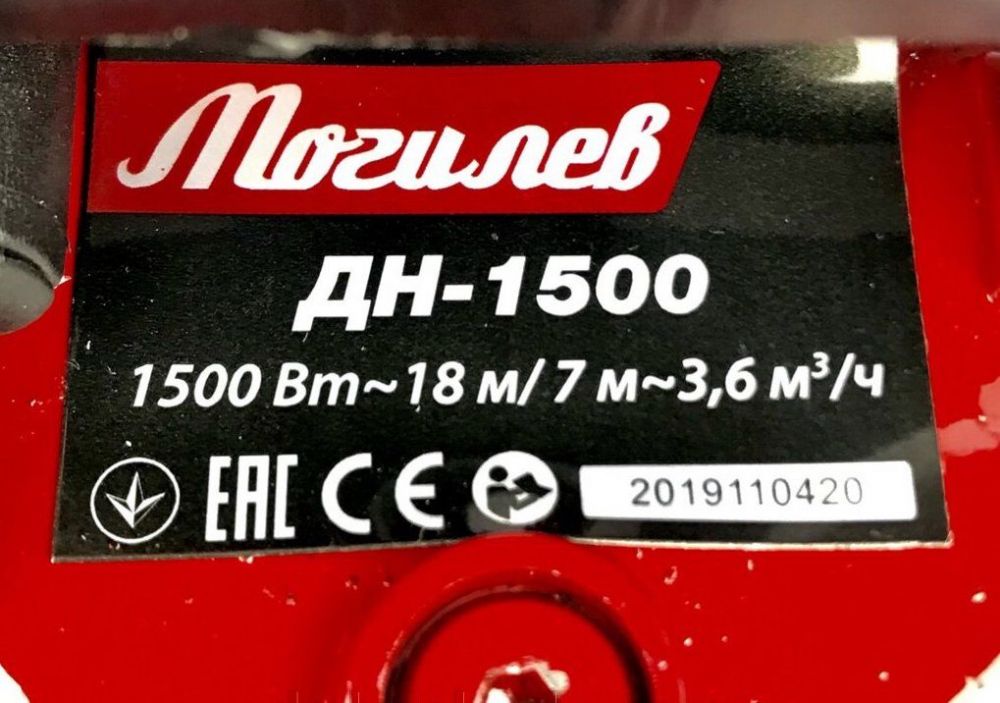 Могилев
ДН-1500
1500 Вт~18 м/7 м~3,6 м³/ч
EAC CE 2019110420